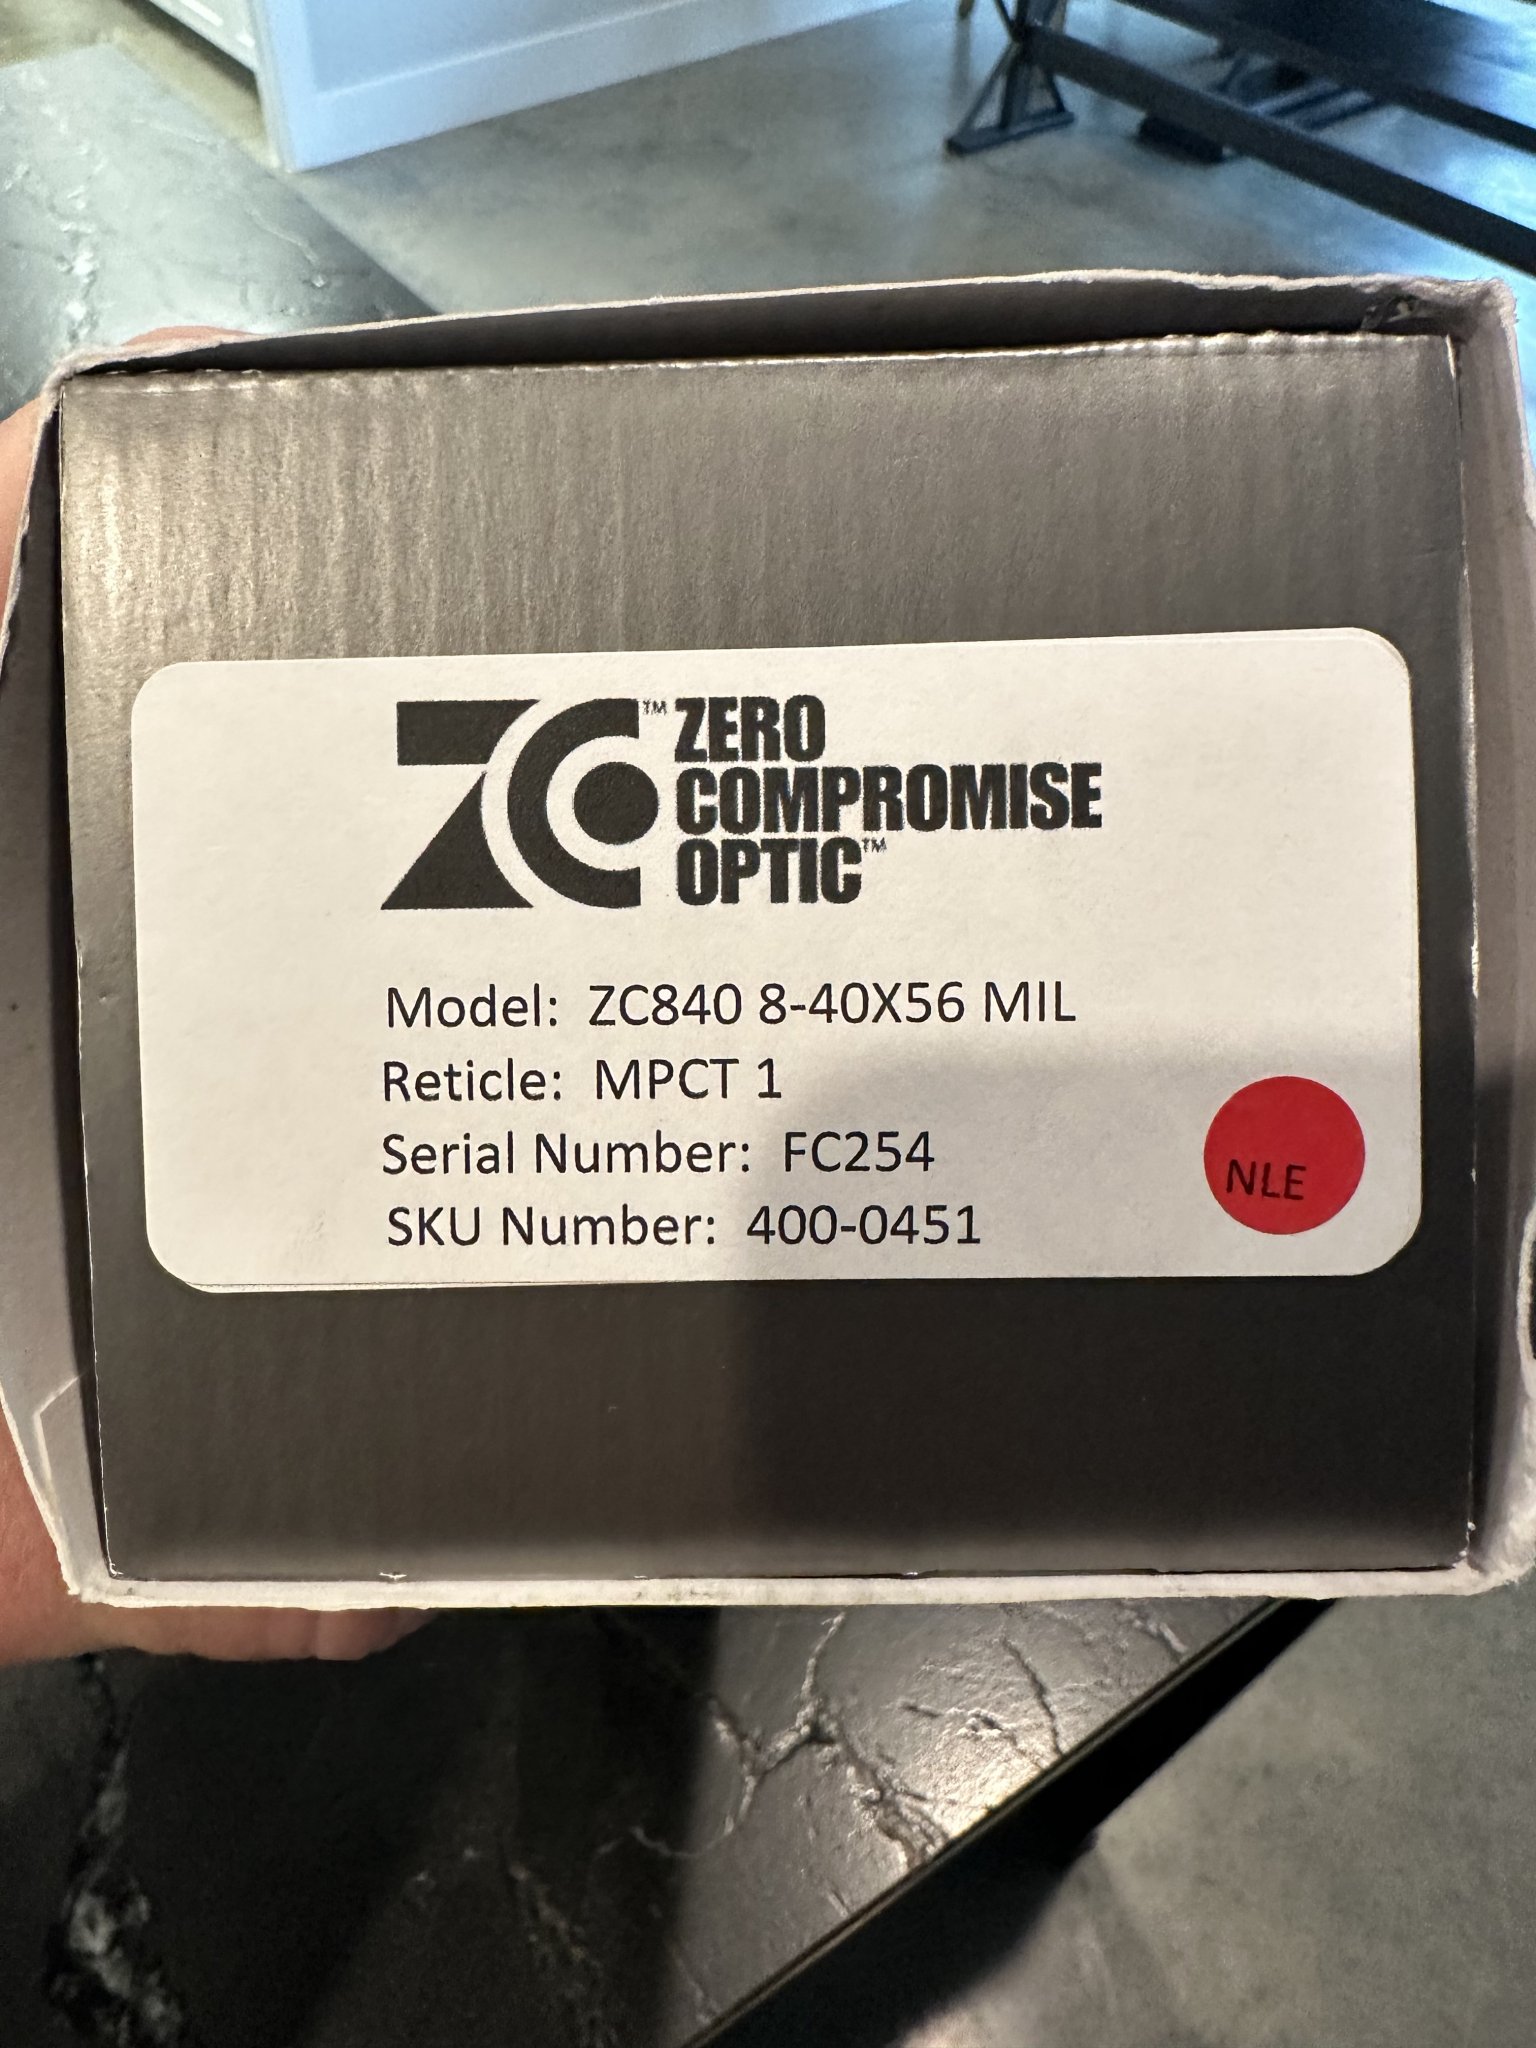 ZC™ ZERO
COMPROMISE
OPTIC™
Model: ZC840 8-40X56 MIL
Reticle: MPCT 1
Serial Number: FC254
SKU Number: 400-0451
NLE